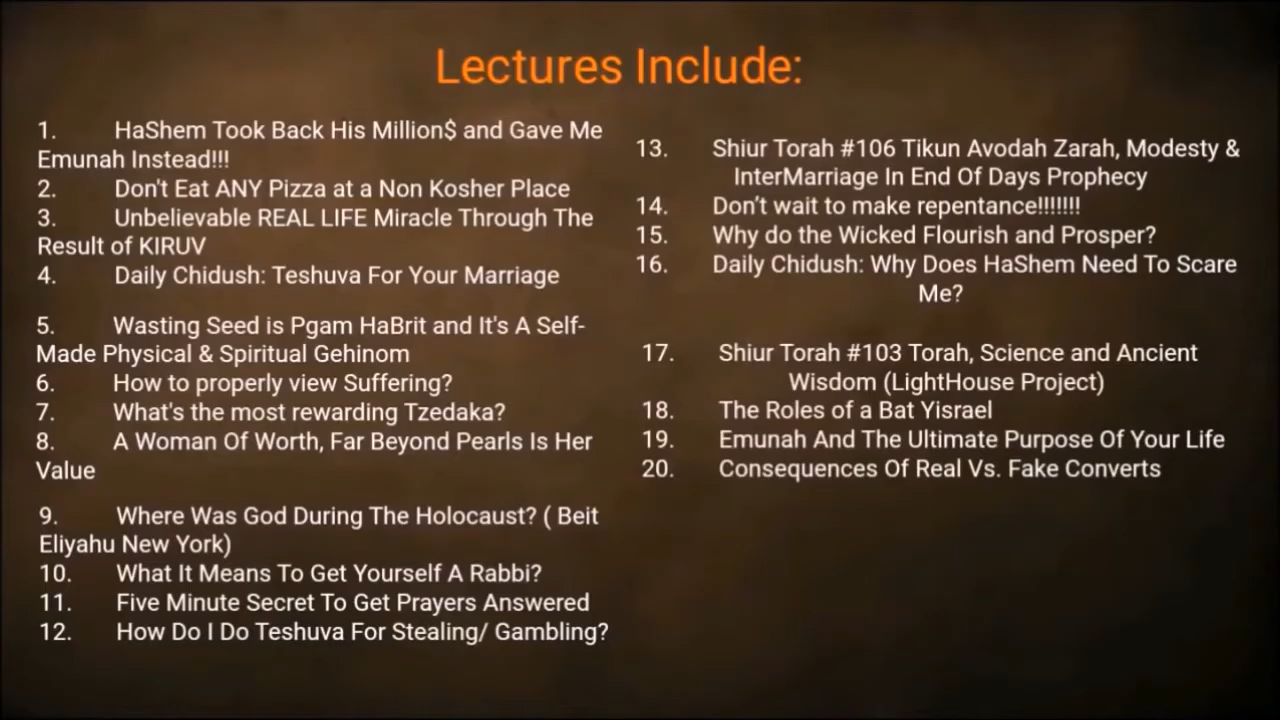 Lectures Include:
1. HaShem Took Back His Million$ and Gave Me
Emunah Instead!!!
2. Don't Eat ANY Pizza at a Non Kosher Place
3. Unbelievable REAL LIFE Miracle Through The
Result of KIRUV
4. Daily Chidush: Teshuva For Your Marriage
5. Wasting Seed is Pgam HaBrit and It's A Self-
Made Physical & Spiritual Gehinom
6. How to properly view Suffering?
7. What's the most rewarding Tzedaka?
8. A Woman Of Worth, Far Beyond Pearls Is Her
Value
9. Where Was God During The Holocaust? ( Beit
Eliyahu New York)
10. What It Means To Get Yourself A Rabbi?
11. Five Minute Secret To Get Prayers Answered
12. How Do I Do Teshuva For Stealing/ Gambling?
13. Shiur Torah #106 Tikun Avodah Zarah, Modesty &
InterMarriage In End Of Days Prophecy
14. Don’t wait to make repentance!!!!!!!
15. Why do the Wicked Flourish and Prosper?
16. Daily Chidush: Why Does HaShem Need To Scare
Me?
17. Shiur Torah #103 Torah, Science and Ancient
Wisdom (LightHouse Project)
18. The Roles of a Bat Yisrael
19. Emunah And The Ultimate Purpose Of Your Life
20. Consequences Of Real Vs. Fake Converts